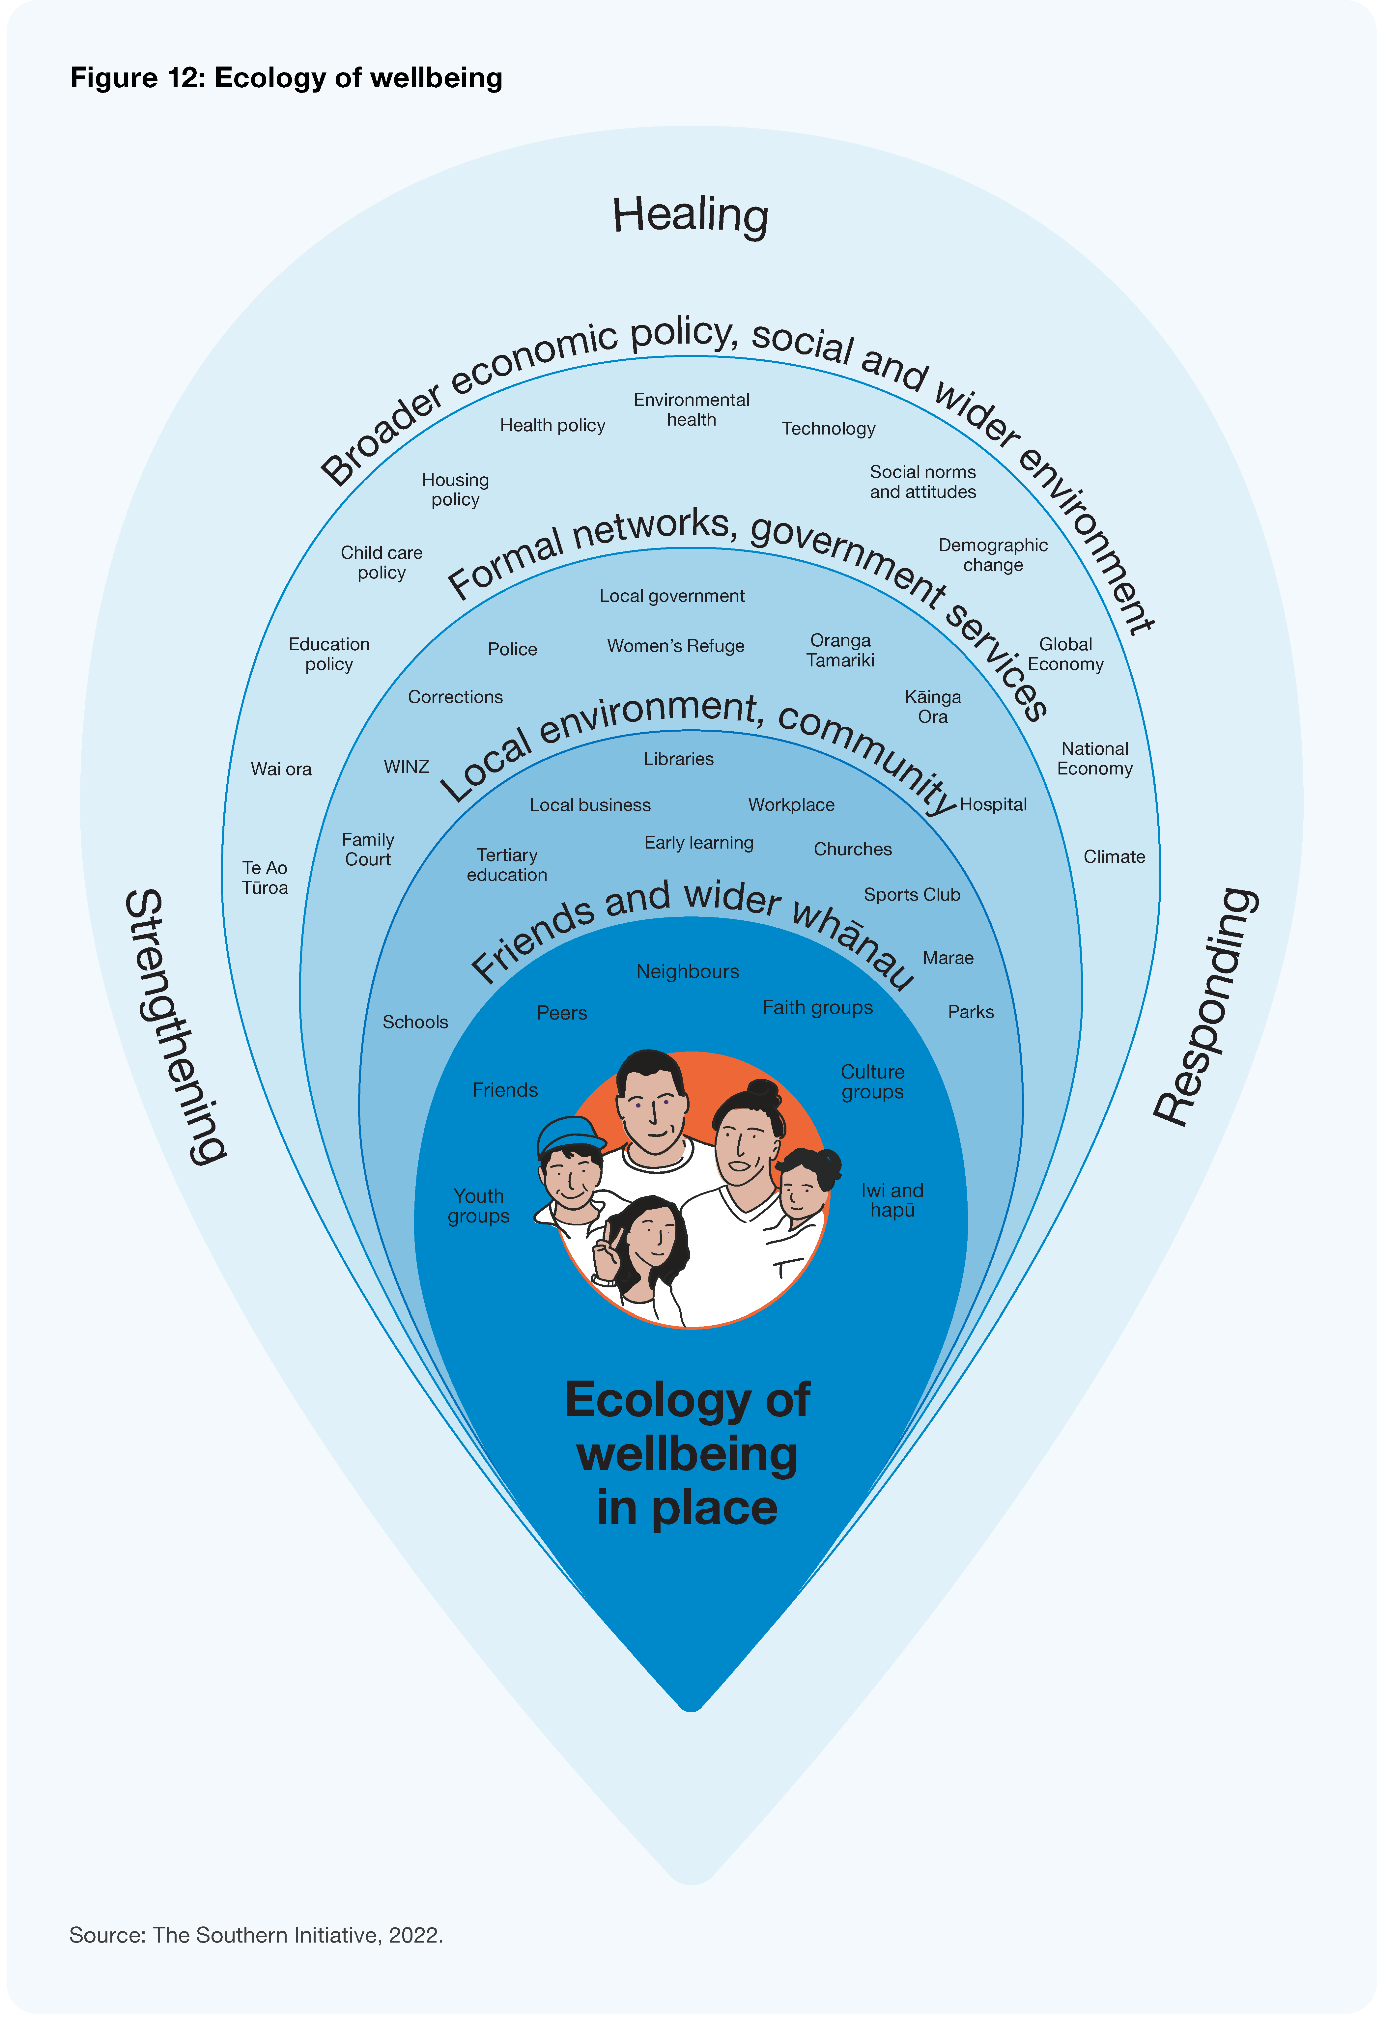 Figure 12: Ecology of wellbeing
Healing
Strengthening
Responding
Broader economic policy, social and wider environment
Te Ao
Tūroa
Wai ora
Education
policy
Child care
policy
Housing
policy
Health policy
Environmental
health
Technology
Social norms
and attitudes
Demographic
change
Global
Economy
National
Economy
Climate
Formal networks, government services
Family
Court
WINZ
Corrections
Police
Local government
Women's Refuge
Oranga
Tamariki
Kāinga
Ora
Hospital
Local environment, community
Schools
Tertiary
education
Local business
Libraries
Early learning
Workplace
Churches
Sports Club
Marae
Parks
Friends and wider whānau
Youth
groups
Friends
Peers
Neighbours
Faith groups
Culture
groups
Iwi and
hapū
Ecology of
wellbeing
in place
Source: The Southern Initiative, 2022.